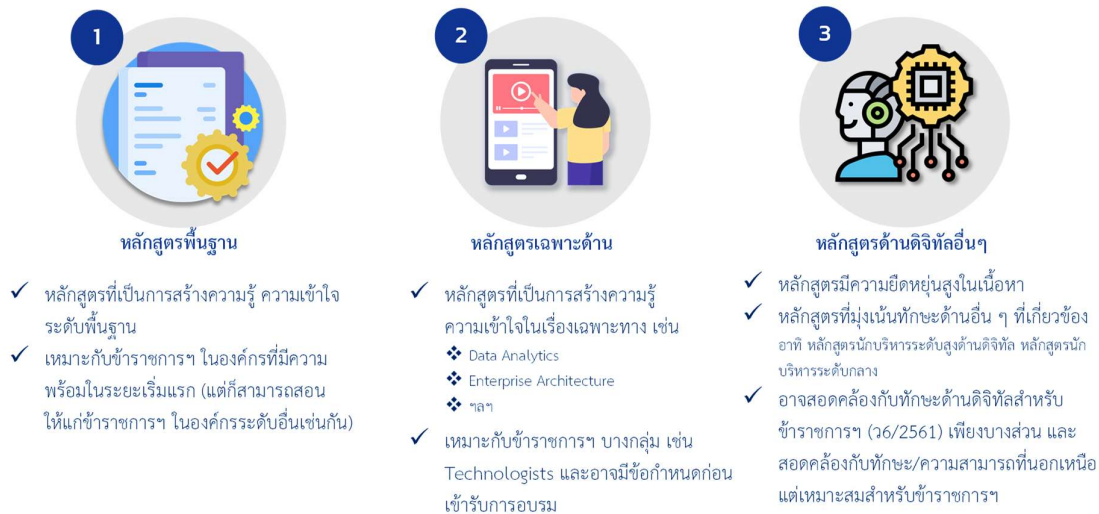 1
หลักสูตรพื้นฐาน
หลักสูตรที่เป็นการสร้างความรู้ ความเข้าใจ
ระดับพื้นฐาน
เหมาะกับข้าราชการฯ ในองค์กรที่มีความ
พร้อมในระยะเริ่มแรก (แต่ก็สามารถสอน
ให้แก่ข้าราชการฯ ในองค์กรระดับอื่นเช่นกัน)
2
หลักสูตรเฉพาะด้าน
หลักสูตรที่เป็นการสร้างความรู้
ความเข้าใจในเรื่องเฉพาะทาง เช่น
Data Analytics
Enterprise Architecture
ฯลฯ
เหมาะกับข้าราชการฯ บางกลุ่ม เช่น
Technologists และอาจมีข้อกำหนดก่อน
เข้ารับการอบรม
3
หลักสูตรด้านดิจิทัลอื่นๆ
หลักสูตรมีความยืดหยุ่นสูงในเนื้อหา
หลักสูตรที่มุ่งเน้นทักษะด้านอื่น ๆ ที่เกี่ยวข้อง
อาทิ หลักสูตรนักบริหารระดับสูงด้านดิจิทัล หลักสูตรนัก
บริหารระดับกลาง
อาจสอดคล้องกับทักษะด้านดิจิทัลสำหรับ
ข้าราชการฯ (ว6/2561) เพียงบางส่วน และ
สอดคล้องกับทักษะ/ความสามารถที่นอกเหนือ
แต่เหมาะสมสำหรับข้าราชการฯ